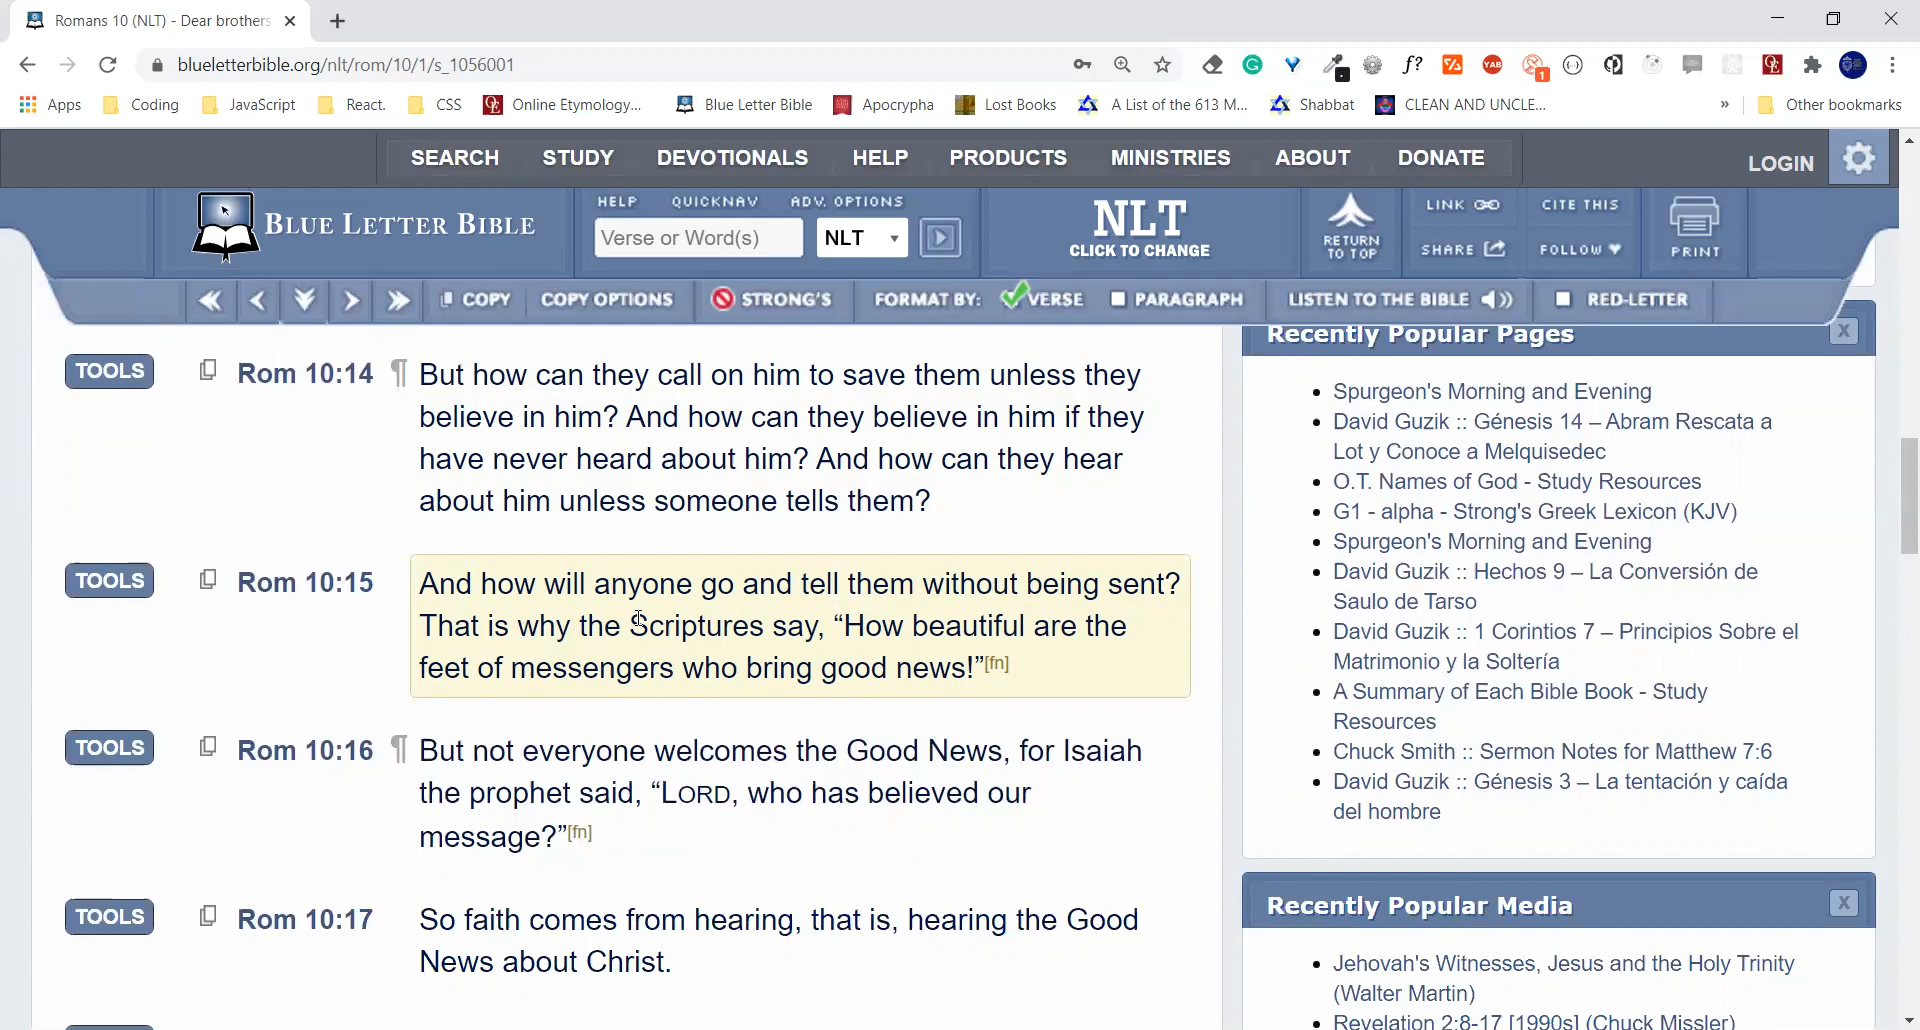 Romans 10 (NLT) - Dear brothers
blueletterbible.org/nlt/rom/10/1/s_1056001
f?
YAB
1
OE
Apps
Coding
JavaScript
React.
CSS
OE
Online Etymology...
Blue Letter Bible
Apocrypha
Lost Books
A List of the 613 M...
Shabbat
CLEAN AND UNCLE...
»
Other bookmarks
SEARCH
STUDY
DEVOTIONALS
HELP
PRODUCTS
MINISTRIES
ABOUT
DONATE
LOGIN
BLUE LETTER BIBLE
HELP
QUICKNAV
ADV. OPTIONS
Verse or Word(s)
NLT
NLT
CLICK TO CHANGE
RETURN
TO TOP
LINK
CITE THIS
SHARE
FOLLOW
PRINT
COPY
COPY OPTIONS
STRONG'S
FORMAT BY:
VERSE
PARAGRAPH
LISTEN TO THE BIBLE
RED-LETTER
TOOLS
Rom 10:14
¶ But how can they call on him to save them unless they
believe in him? And how can they believe in him if they
have never heard about him? And how can they hear
about him unless someone tells them?
TOOLS
Rom 10:15
And how will anyone go and tell them without being sent?
That is why the Scriptures say, “How beautiful are the
feet of messengers who bring good news!”[fn]
TOOLS
Rom 10:16
¶ But not everyone welcomes the Good News, for Isaiah
the prophet said, “LORD, who has believed our
message?”[fn]
TOOLS
Rom 10:17
So faith comes from hearing, that is, hearing the Good
News about Christ.
Recently Popular Pages
X
Spurgeon's Morning and Evening
David Guzik :: Génesis 14 – Abram Rescata a
Lot y Conoce a Melquisedec
O.T. Names of God - Study Resources
G1 - alpha - Strong's Greek Lexicon (KJV)
Spurgeon's Morning and Evening
David Guzik :: Hechos 9 – La Conversión de
Saulo de Tarso
David Guzik :: 1 Corintios 7 – Principios Sobre el
Matrimonio y la Soltería
A Summary of Each Bible Book - Study
Resources
Chuck Smith :: Sermon Notes for Matthew 7:6
David Guzik :: Génesis 3 – La tentación y caída
del hombre
Recently Popular Media
X
Jehovah's Witnesses, Jesus and the Holy Trinity
(Walter Martin)
Revelation 2:8-17 [1990s] (Chuck Missler)